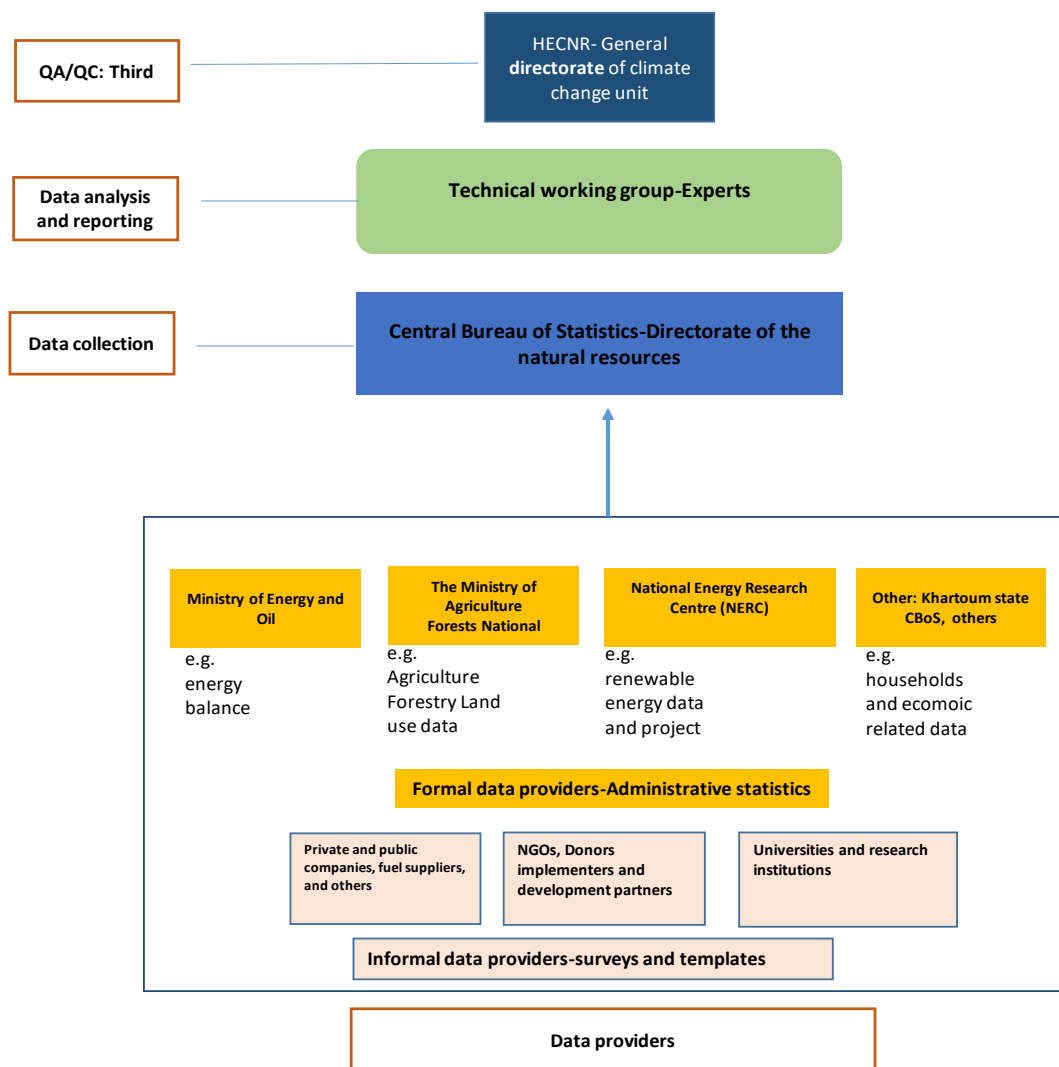 HECNR- General
directorate of climate
change unit
QA/QC: Third
Technical working group-Experts
Data analysis
and reporting
Central Bureau of Statistics-Directorate of the
natural resources
Data collection
Ministry of Energy and
Oil
The Ministry of
Agriculture
Forests National
National Energy Research
Centre (NERC)
Other: Khartoum state
CBoS, others
e.g.
energy
balance
e.g.
Agriculture
Forestry Land
use data
e.g.
renewable
energy data
and project
e.g.
households
and ecomoic
related data
Formal data providers-Administrative statistics
Private and public
companies, fuel suppliers,
and others
NGOs, Donors
implementers and
development partners
Universities and research
institutions
Informal data providers-surveys and templates
Data providers